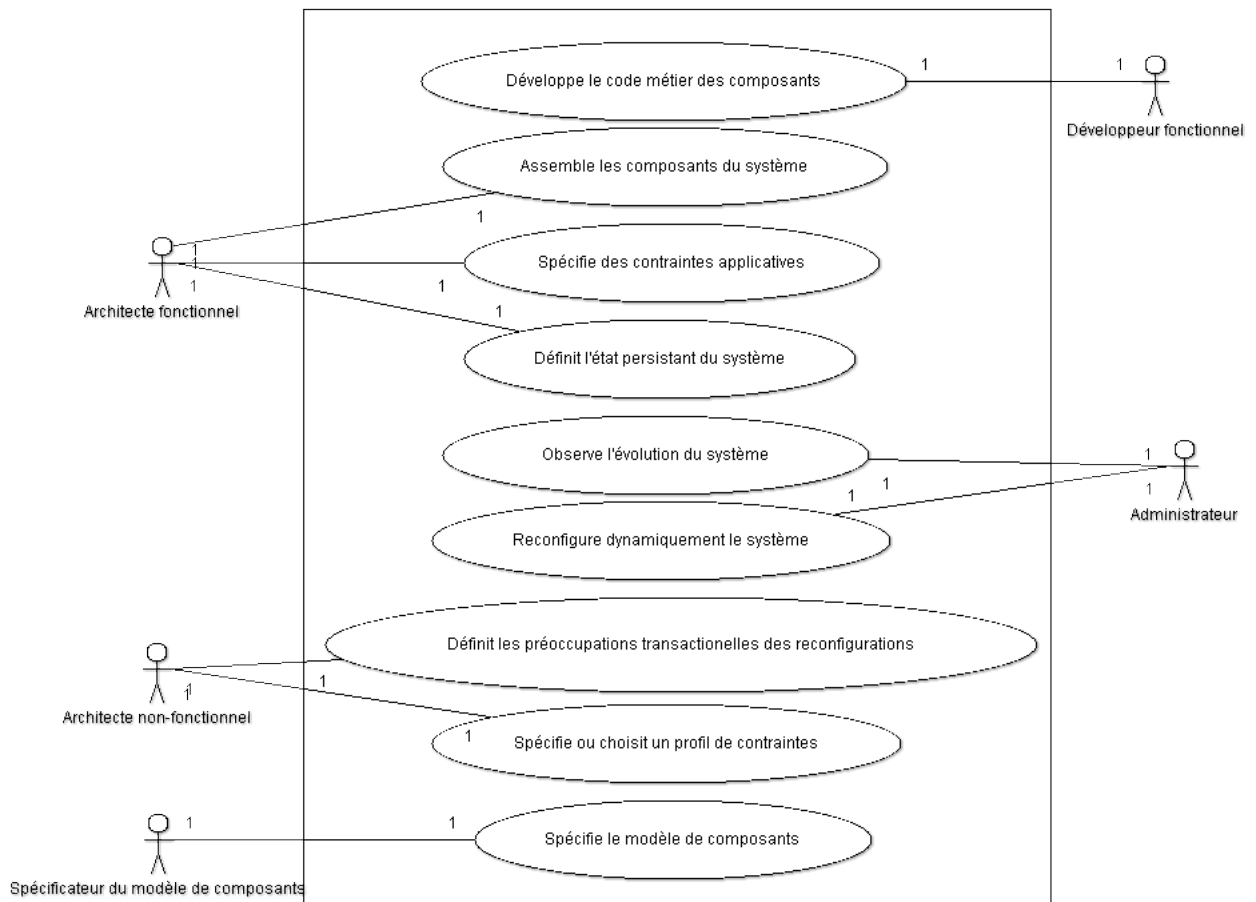 Développe le code métier des composants
1
1
Développeur fonctionnel
Assemble les composants du système
1
1
1
1
Architecte fonctionnel
Spécifie des contraintes applicatives
1
1
Définit l'état persistant du système
Observe l'évolution du système
1
1
1
1
Administrateur
Reconfigure dynamiquement le système
Définit les préoccupations transactionelles des reconfigurations
1
1
1
Architecte non-fonctionnel
1
Spécifie ou choisit un profil de contraintes
1
1
Spécifie le modèle de composants
Spécificateur du modèle de composants